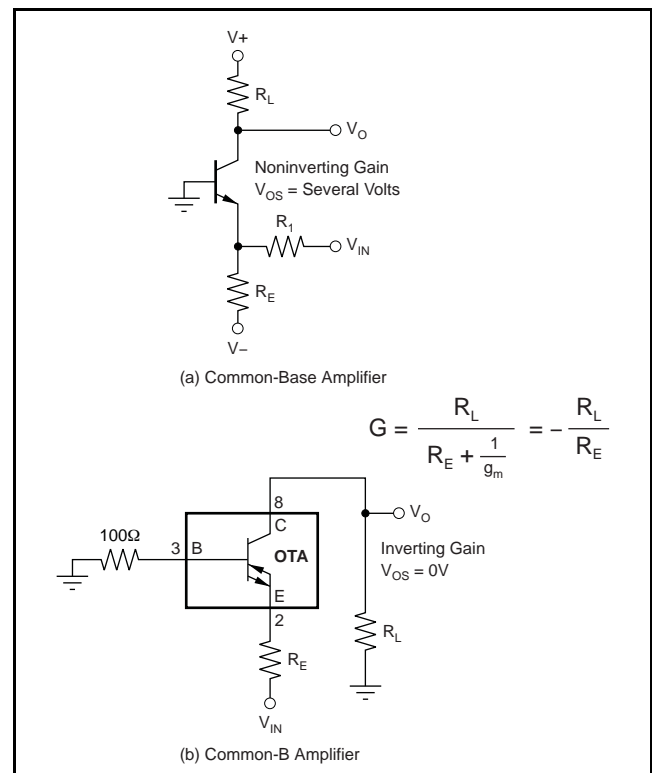 V+
R_L
V_O
Noninverting Gain
V_OS = Several Volts
R_1
V_IN
R_E
V−
(a) Common-Base Amplifier
G = R_L / (R_E + 1/g_m) = − R_L / R_E
8
V_O
100Ω
3 B
C
OTA
Inverting Gain
V_OS = 0V
E
2
R_E
R_L
V_IN
(b) Common-B Amplifier